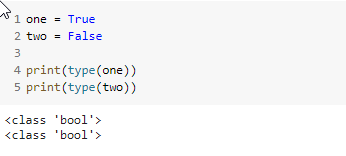 1 one = True
2 two = False
3
4 print(type(one))
5 print(type(two))
<class 'bool'>
<class 'bool'>